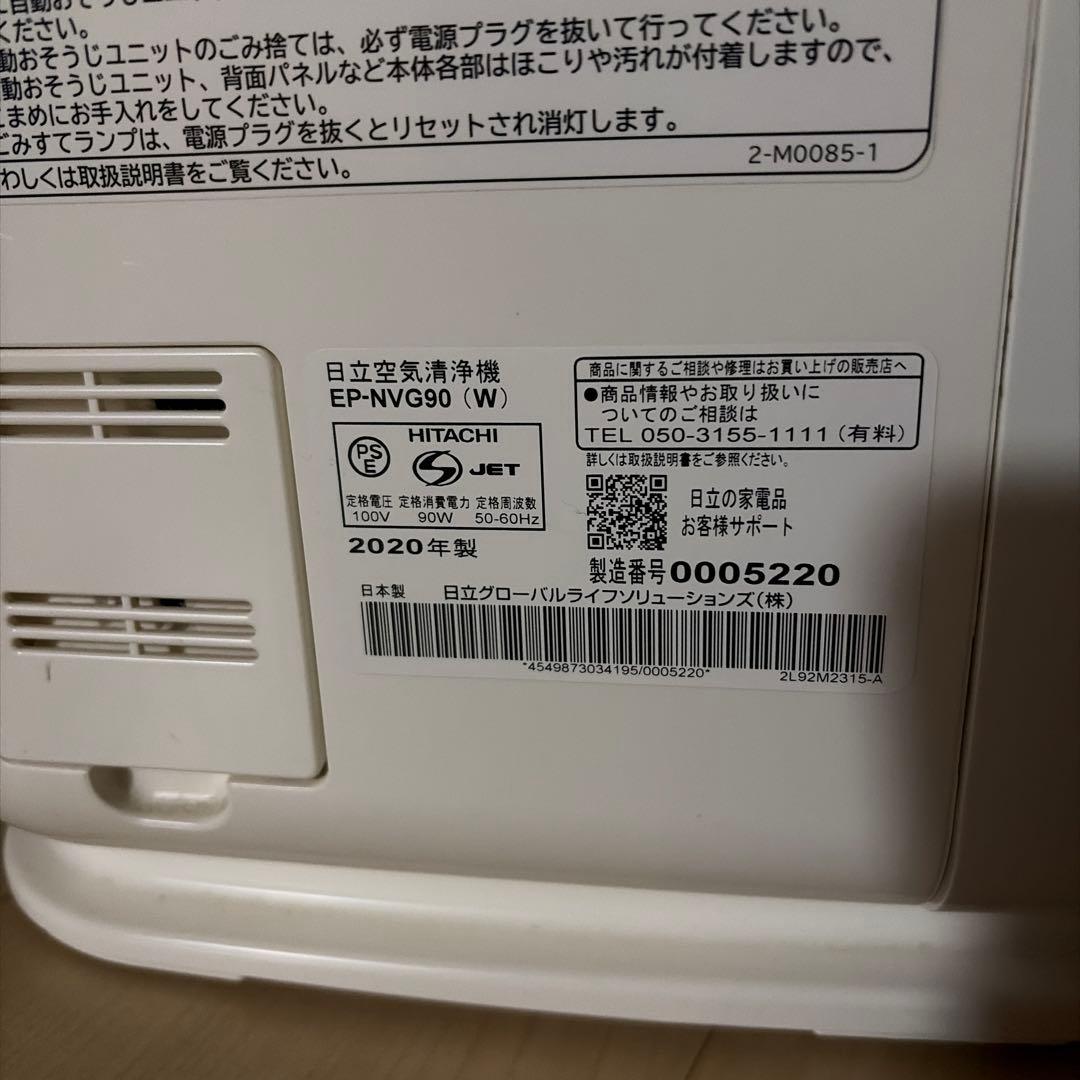 ください。
動おそうじユニットのごみ捨ては、必ず電源プラグを抜いて行ってください。
動おそうじユニット、背面パネルなど本体各部はほこりや汚れが付着しますので、
まめにお手入れをしてください。
ごみすてランプは、電源プラグを抜くとリセットされ消灯します。
わしくは取扱説明書をご覧ください。
2-M0085-1
日立空気清浄機
EP-NVG90（W）
PS
E
HITACHI
S JET
定格電圧 定格消費電力 定格周波数
100V 90W 50-60Hz
2020年製
商品に関するご相談や修理はお買い上げの販売店へ
●商品情報やお取り扱いに
ついてのご相談は
TEL 050-3155-1111（有料）
詳しくは取扱説明書をご参照ください。
日立の家電品
お客様サポート
製造番号0005220
日本製 日立グローバルライフソリューションズ(株)
*4549873034195/0005220*
2L92M2315-A